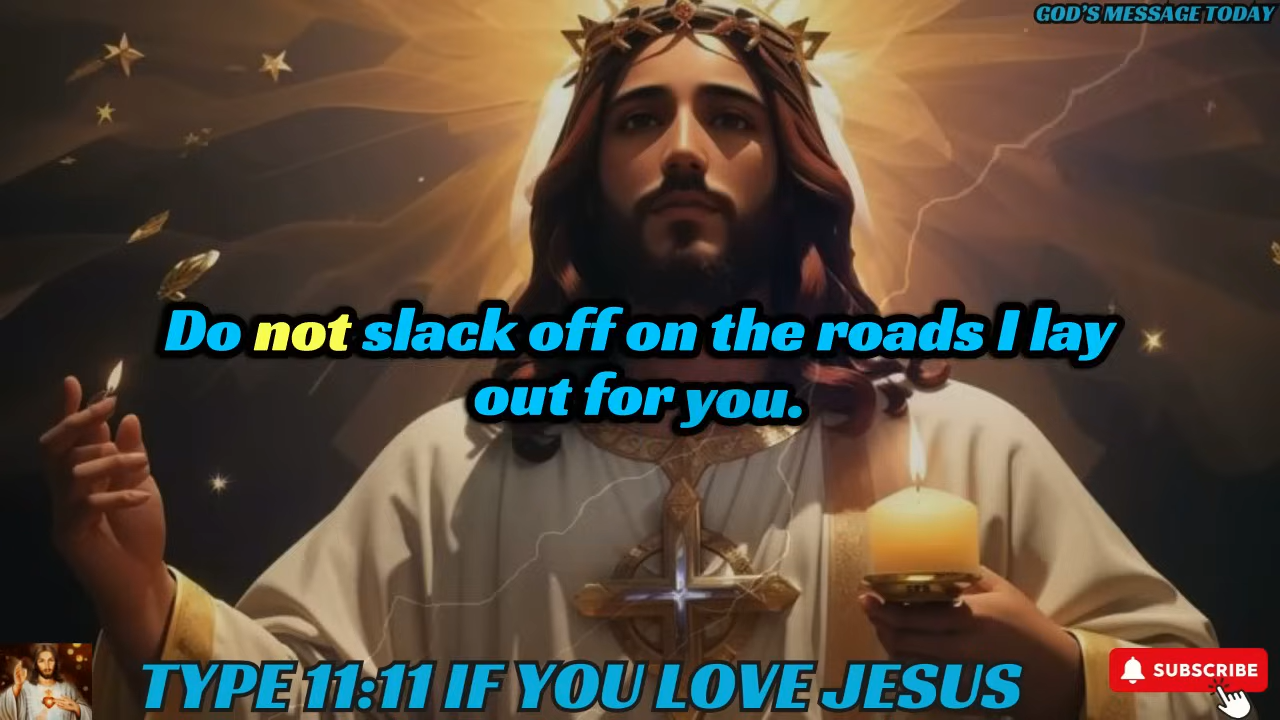 GOD'S MESSAGE TODAY
Do not slack off on the roads I lay
out for you.
TYPE 11:11 IF YOU LOVE JESUS
SUBSCRIBE